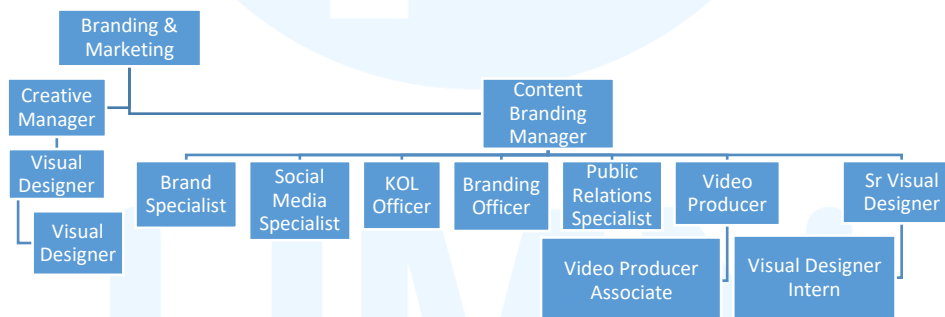 Branding &
Marketing
Creative
Manager
Content
Branding
Manager
Visual
Designer
Brand
Specialist
Social
Media
Specialist
KOL
Officer
Branding
Officer
Public
Relations
Specialist
Video
Producer
Sr Visual
Designer
Visual
Designer
Video Producer
Associate
Visual Designer
Intern